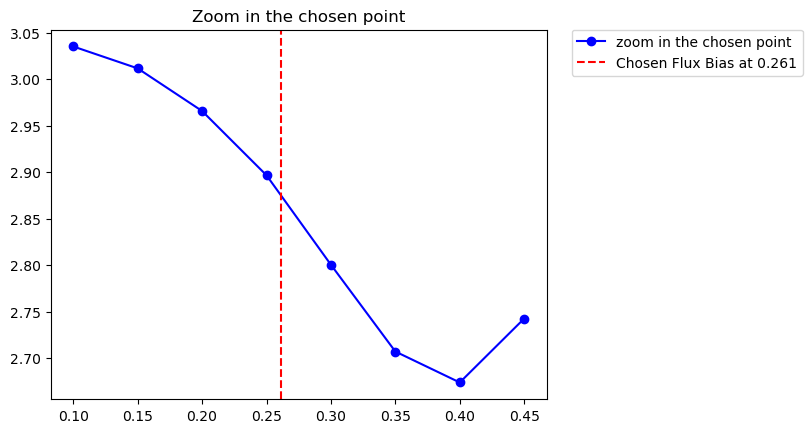 Zoom in the chosen point
3.05
3.00
2.95
2.90
2.85
2.80
2.75
2.70
0.10 0.15 0.20 0.25 0.30 0.35 0.40 0.45
zoom in the chosen point
Chosen Flux Bias at 0.261